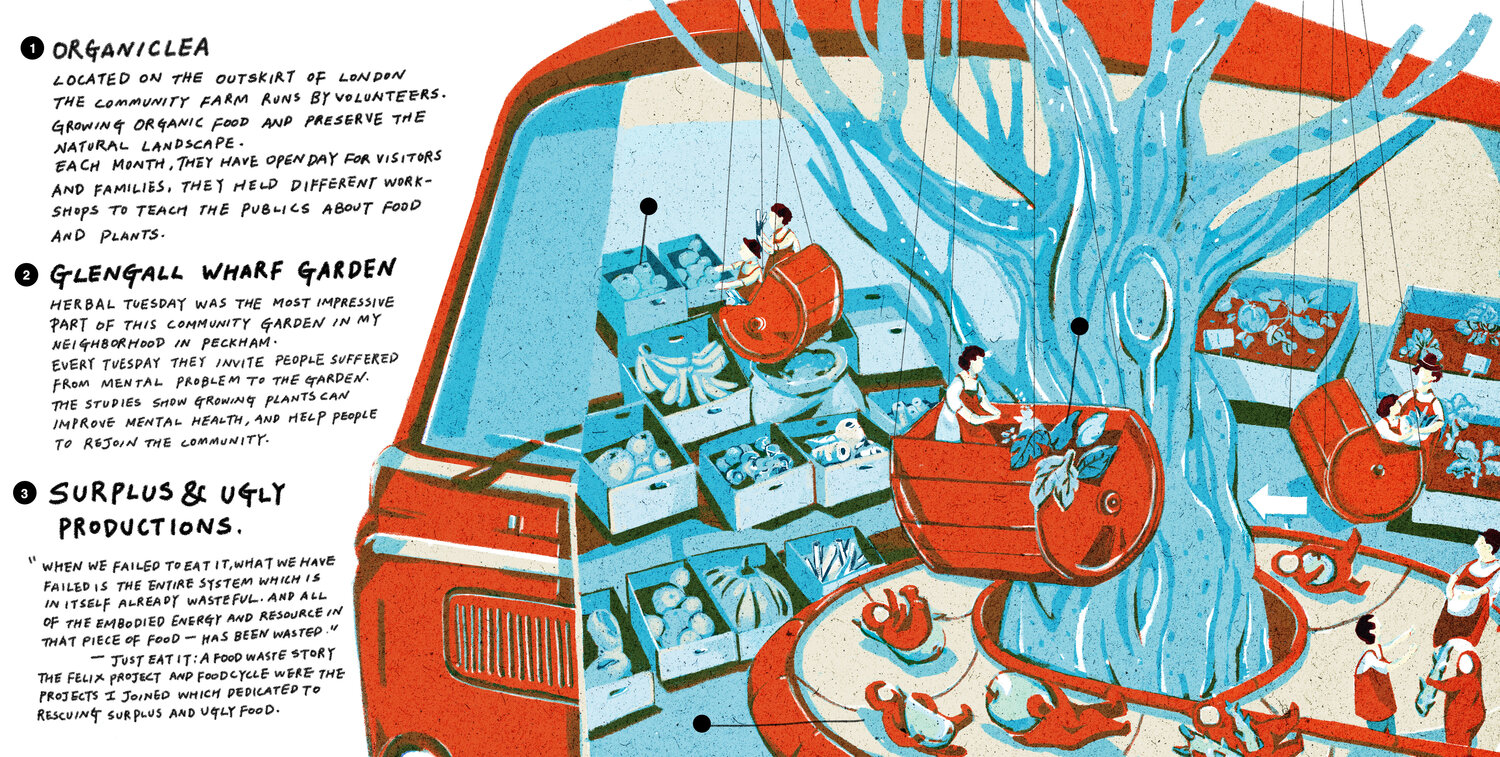 1 ORGANICLEA
LOCATED ON THE OUTSKIRT OF LONDON
THE COMMUNITY FARM RUNS BY VOLUNTEERS.
GROWING ORGANIC FOOD AND PRESERVE THE
NATURAL LANDSCAPE.
EACH MONTH, THEY HAVE OPEN DAY FOR VISITORS
AND FAMILIES, THEY HELD DIFFERENT WORK-
SHOPS TO TEACH THE PUBLICS ABOUT FOOD
AND PLANTS.
2 GLENGALL WHARF GARDEN
HERBAL TUESDAY WAS THE MOST IMPRESSIVE
PART OF THIS COMMUNITY GARDEN IN MY
NEIGHBORHOOD IN PECKHAM.
EVERY TUESDAY THEY INVITE PEOPLE SUFFERED
FROM MENTAL PROBLEM TO THE GARDEN.
THE STUDIES SHOW GROWING PLANTS CAN
IMPROVE MENTAL HEALTH, AND HELP PEOPLE
TO REJOIN THE COMMUNITY.
3 SURPLUS & UGLY
PRODUCTIONS.
"WHEN WE FAILED TO EAT IT, WHAT WE HAVE
FAILED IS THE ENTIRE SYSTEM WHICH IS
IN ITSELF ALREADY WASTEFUL. AND ALL
OF THE EMBODIED ENERGY AND RESOURCE IN
THAT PIECE OF FOOD — HAS BEEN WASTED."
— JUST EAT IT: A FOOD WASTE STORY
THE FELIX PROJECT AND FOODCYCLE WERE THE
PROJECTS I JOINED WHICH DEDICATED TO
RESCUING SURPLUS AND UGLY FOOD.